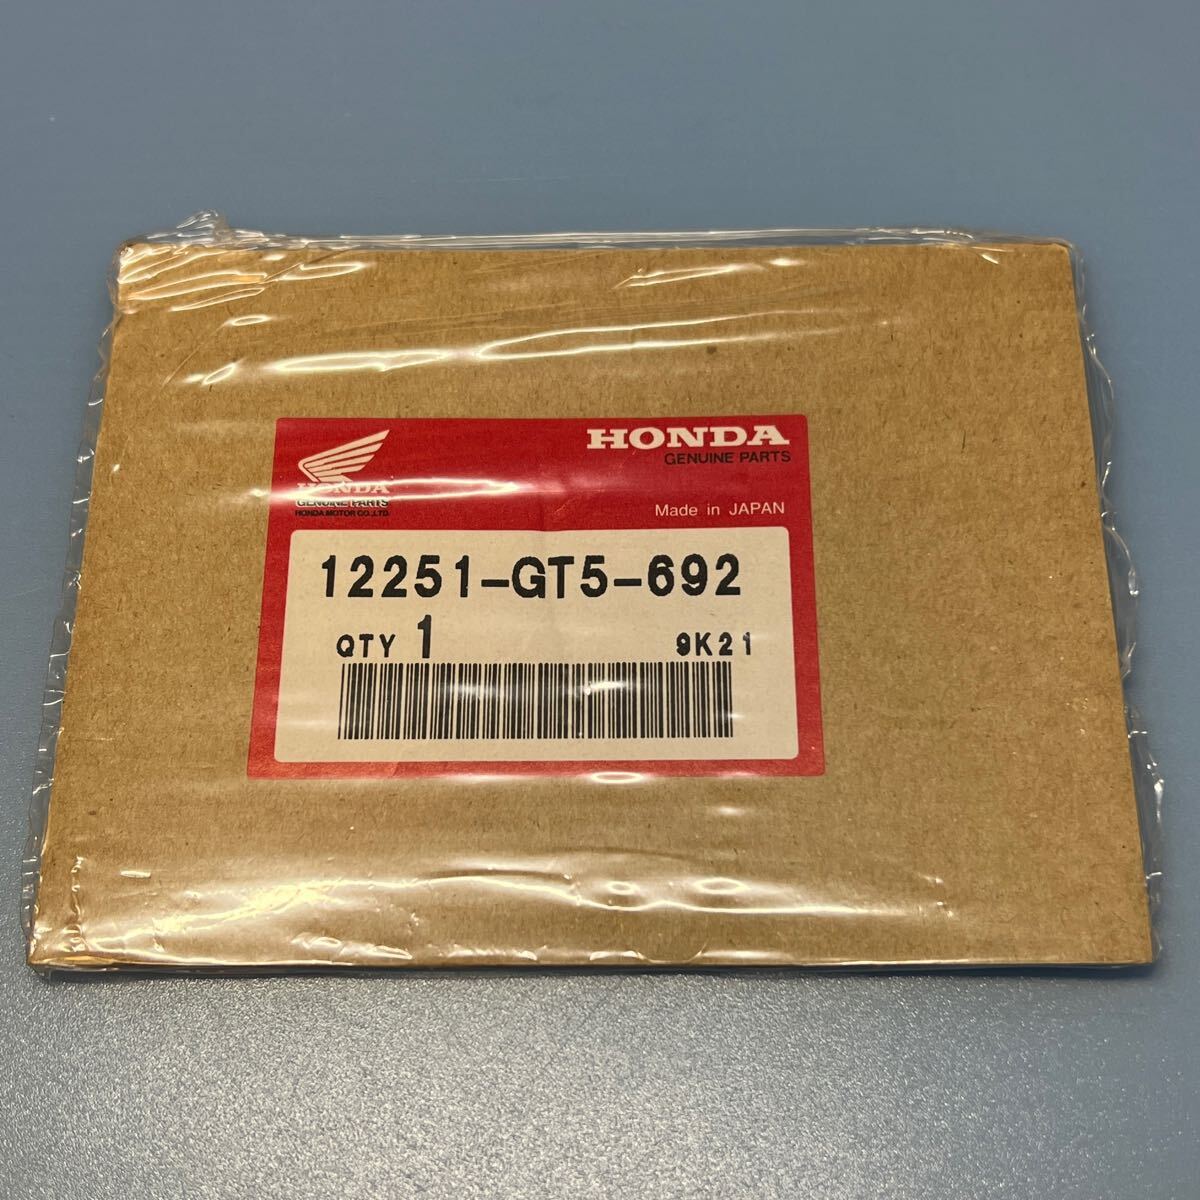 HONDA
GENUINE PARTS
HONDA
GENUINE PARTS
HONDA MOTOR CO.,LTD.
Made in JAPAN
12251-GT5-692
QTY 1 9K21